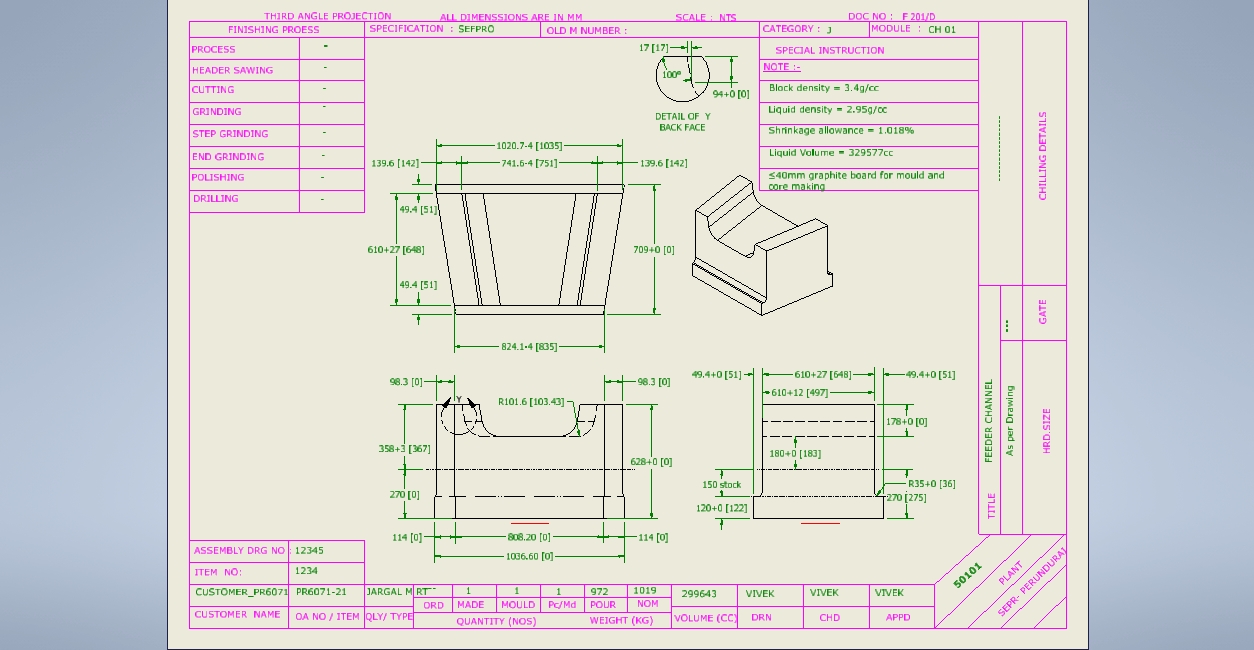 THIRD ANGLE PROJECTION ALL DIMENSSIONS ARE IN MM SCALE : NTS DOC NO : F 201/D
FINISHING PROESS SPECIFICATION : SEFPRO OLD M NUMBER : CATEGORY : J MODULE : CH 01
PROCESS -
HEADER SAWING -
CUTTING -
GRINDING -
STEP GRINDING -
END GRINDING -
POLISHING -
DRILLING -
17 [17]
100°
94+0 [0]
DETAIL OF Y
BACK FACE
SPECIAL INSTRUCTION
NOTE :-
Block density = 3.4g/cc
Liquid density = 2.95g/cc
Shrinkage allowance = 1.018%
Liquid Volume = 329577cc
≤40mm graphite board for mould and
core making
1020.7-4 [1035]
139.6 [142] 741.6-4 [751] 139.6 [142]
49.4 [51]
610+27 [648] 709+0 [0]
49.4 [51]
824.1-4 [835]
98.3 [0] 98.3 [0]
Y R101.6 [103.43]
358+3 [367]
628+0 [0]
270 [0]
114 [0] 808.20 [0] 114 [0]
1036.60 [0]
49.4+0 [51] 610+27 [648] 49.4+0 [51]
610+12 [497]
178+0 [0]
180+0 [183]
150 stock R35+0 [36]
270 [275]
120+0 [122]
CHILLING DETAILS
GATE
HRD.SIZE
As per Drawing
FEEDER CHANNEL
TITLE
ASSEMBLY DRG NO : 12345
ITEM NO: 1234
CUSTOMER_PR6071 PR6071-21 JARGAL M RT 1 1 1 972 1019 299643 VIVEK VIVEK VIVEK
ORD MADE MOULD Pc/Md POUR NOM
CUSTOMER NAME OA NO / ITEM QLY/ TYPE QUANTITY (NOS) WEIGHT (KG) VOLUME (CC) DRN CHD APPD
50101
PLANT
SEPR- PERUNDURAI